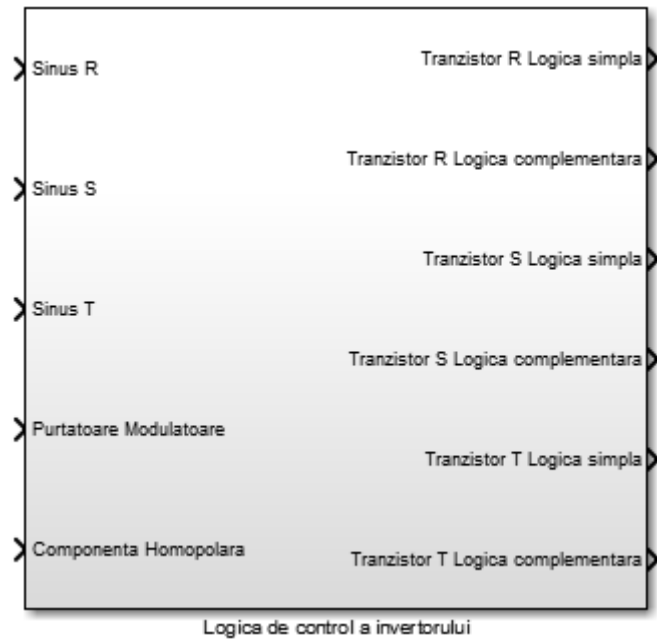 Sinus R
Sinus S
Sinus T
Purtatoare Modulatoare
Componenta Homopolara
Tranzistor R Logica simpla
Tranzistor R Logica complementara
Tranzistor S Logica simpla
Tranzistor S Logica complementara
Tranzistor T Logica simpla
Tranzistor T Logica complementara
Logica de control a invertorului